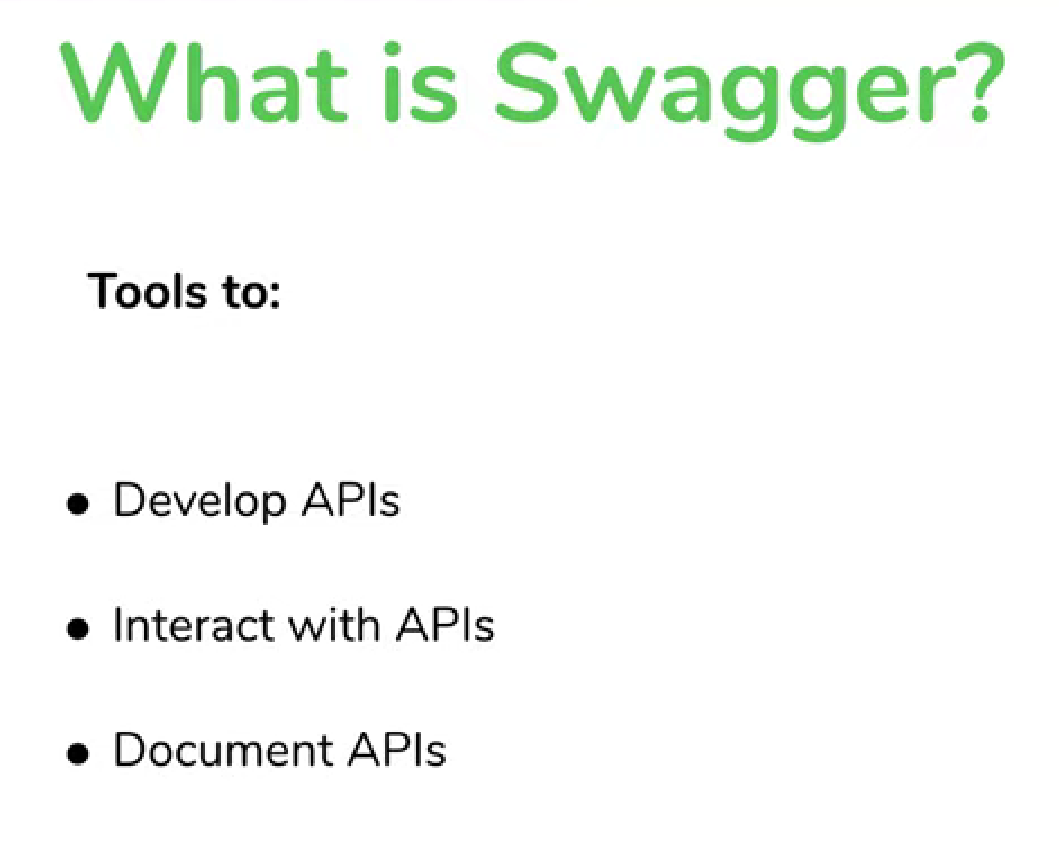 What is Swagger?
Tools to:
● Develop APIs
● Interact with APIs
● Document APIs